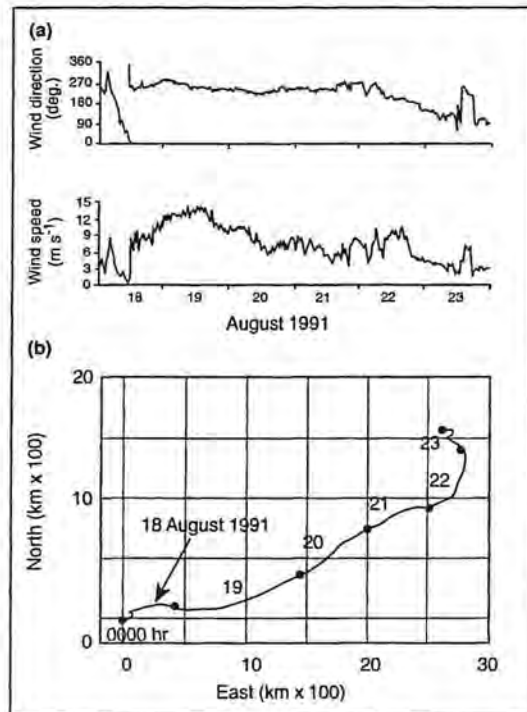 (a)
Wind direction
(deg.)
360
270
180
90
0
Wind speed
(m s⁻¹)
15
12
9
6
3
0
18 19 20 21 22 23
August 1991
(b)
North (km x 100)
20
10
0
18 August 1991
0000 hr
19
20
21
22
23
0 10 20 30
East (km x 100)